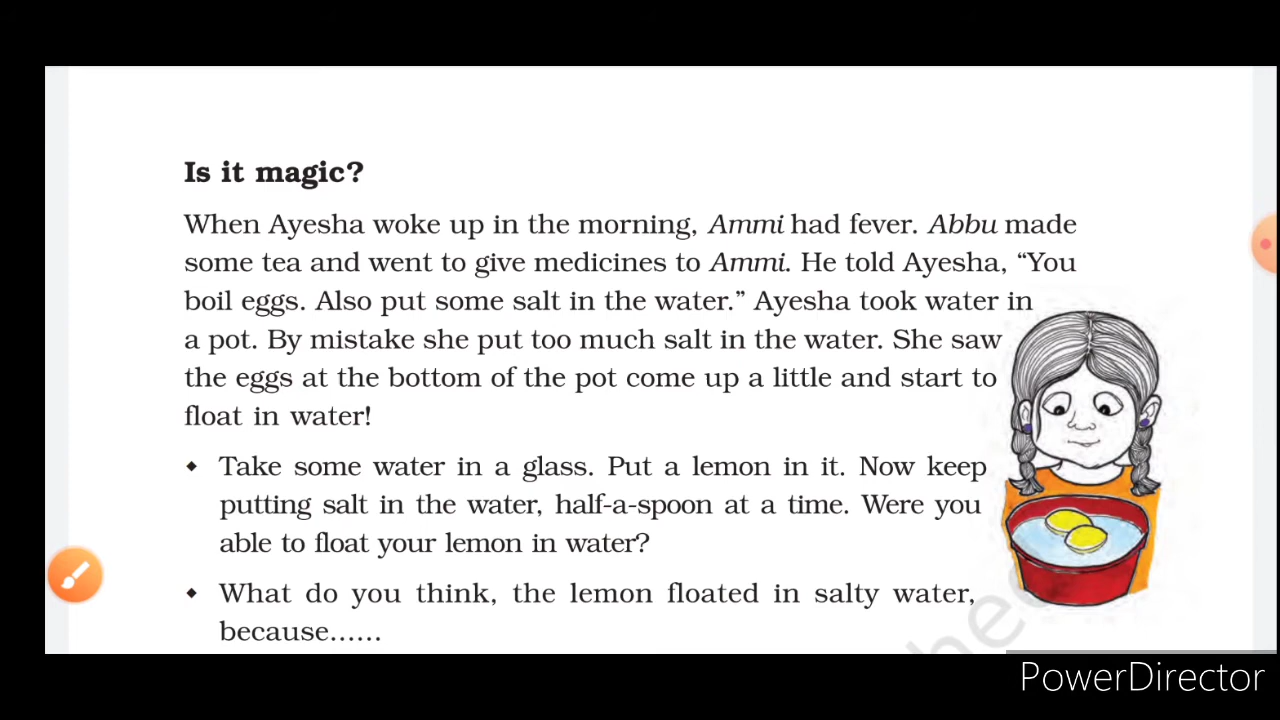 Is it magic?
When Ayesha woke up in the morning, Ammi had fever. Abbu made
some tea and went to give medicines to Ammi. He told Ayesha, “You
boil eggs. Also put some salt in the water.” Ayesha took water in
a pot. By mistake she put too much salt in the water. She saw
the eggs at the bottom of the pot come up a little and start to
float in water!
◆ Take some water in a glass. Put a lemon in it. Now keep
putting salt in the water, half-a-spoon at a time. Were you
able to float your lemon in water?
◆ What do you think, the lemon floated in salty water,
because......
PowerDirector